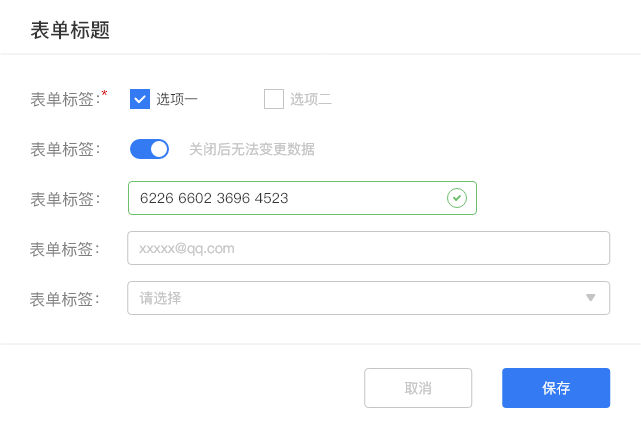 表单标题
表单标签:* 选项一 选项二
表单标签: 关闭后无法变更数据
表单标签: 6226 6602 3696 4523
表单标签: xxxxx@qq.com
表单标签: 请选择
取消 保存